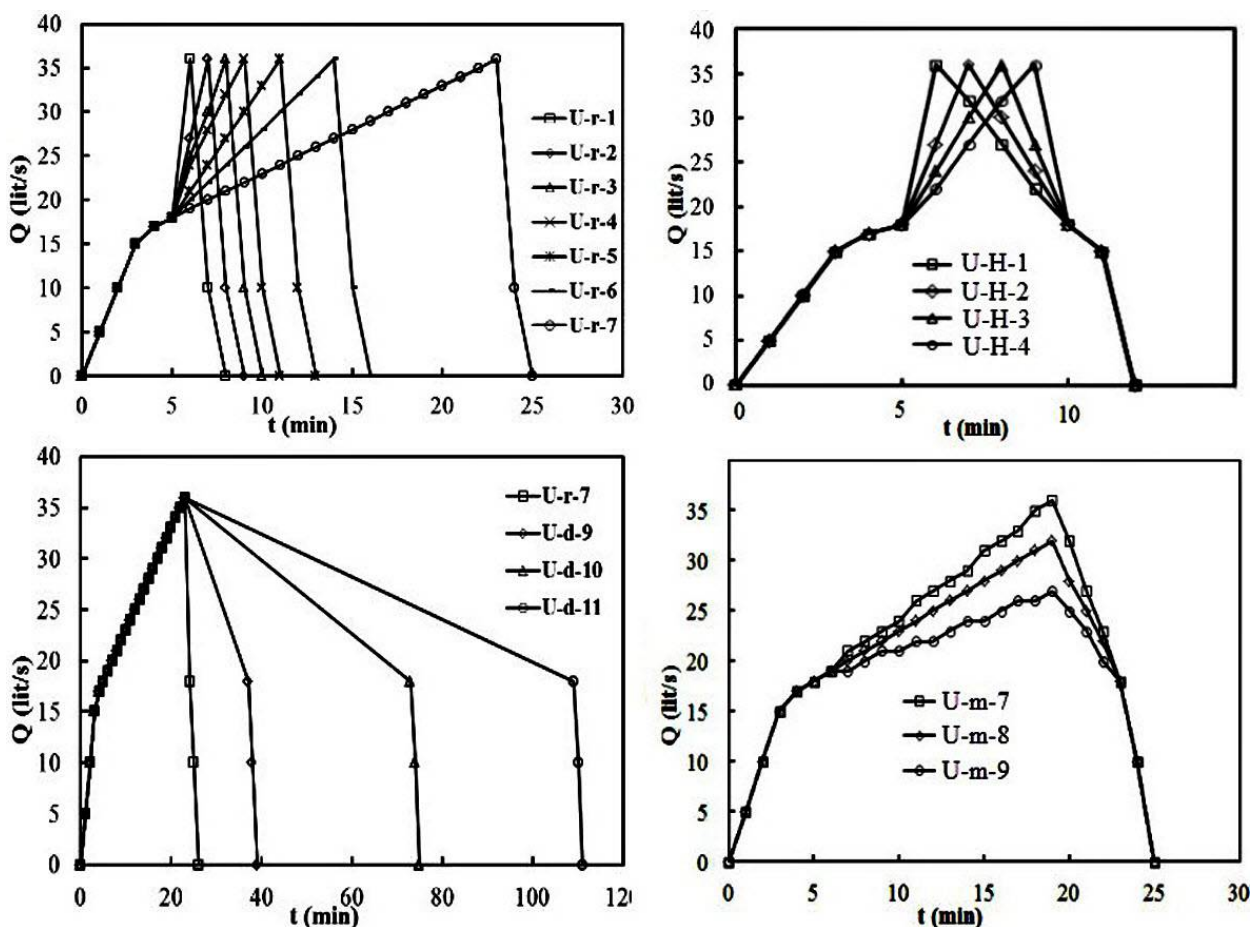 40
35
30
25
20
15
10
5
0
Q (lit/s)
0 5 10 15 20 25 30
t (min)
U-r-1
U-r-2
U-r-3
U-r-4
U-r-5
U-r-6
U-r-7
40
35
30
25
20
15
10
5
0
Q (lit/s)
0 5 10
t (min)
U-H-1
U-H-2
U-H-3
U-H-4
40
35
30
25
20
15
10
5
0
Q (lit/s)
0 20 40 60 80 100 120
t (min)
U-r-7
U-d-9
U-d-10
U-d-11
35
30
25
20
15
10
5
0
Q (lit/s)
0 5 10 15 20 25 30
t (min)
U-m-7
U-m-8
U-m-9